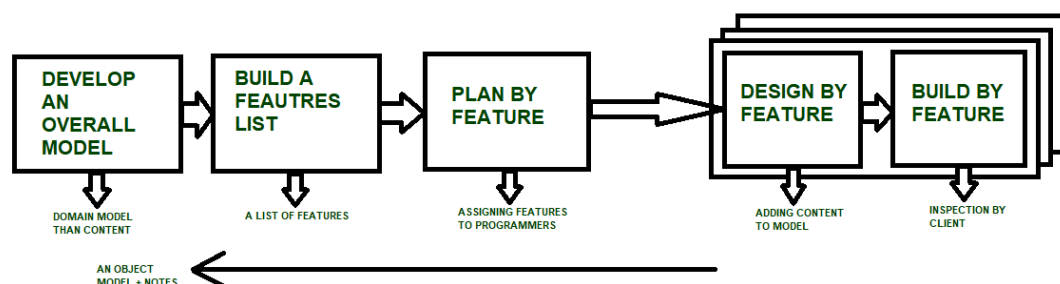 DEVELOP
AN
OVERALL
MODEL
BUILD A
FEAUTRES
LIST
PLAN BY
FEATURE
DESIGN BY
FEATURE
BUILD BY
FEATURE
DOMAIN MODEL
THAN CONTENT
A LIST OF FEATURES
ASSIGNING FEATURES
TO PROGRAMMERS
ADDING CONTENT
TO MODEL
INSPECTION BY
CLIENT
AN OBJECT
MODEL + NOTES